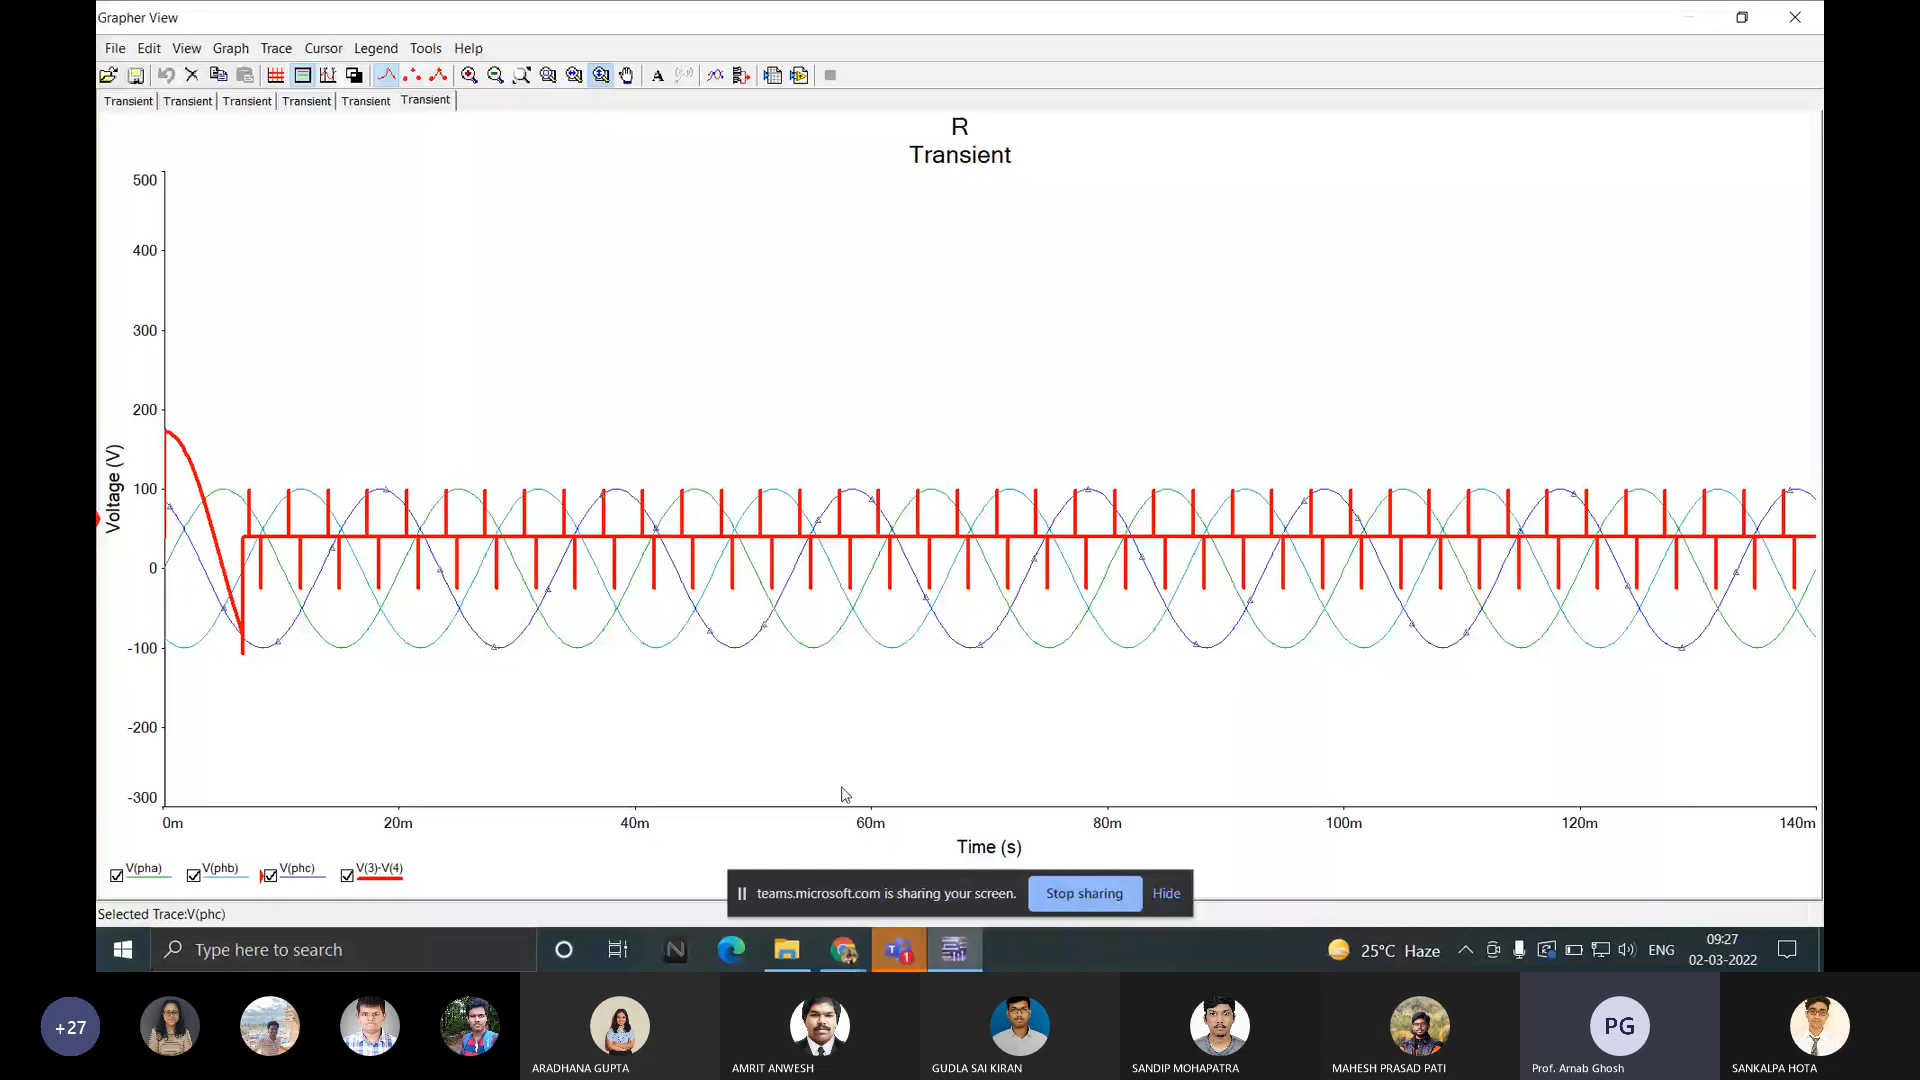 Grapher View
File Edit View Graph Trace Cursor Legend Tools Help
Transient Transient Transient Transient Transient Transient
R
Transient
500
400
300
200
100
0
-100
-200
-300
Voltage (V)
0m 20m 40m 60m 80m 100m 120m 140m
Time (s)
V(pha) V(phb) V(phc) V(3)-V(4)
teams.microsoft.com is sharing your screen. Stop sharing Hide
Selected Trace:V(phc)
Type here to search
1
25°C Haze
ENG
09:27
02-03-2022
+27
PG
ARADHANA GUPTA AMRIT ANWESH GUDLA SAI KIRAN SANDIP MOHAPATRA MAHESH PRASAD PATI Prof. Arnab Ghosh SANKALPA HOTA